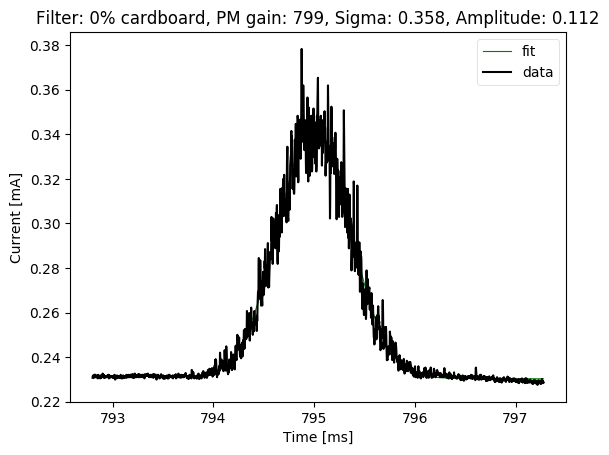 Filter: 0% cardboard, PM gain: 799, Sigma: 0.358, Amplitude: 0.112
fit
data
0.38
0.36
0.34
0.32
0.30
0.28
0.26
0.24
0.22
Current [mA]
793
794
795
796
797
Time [ms]